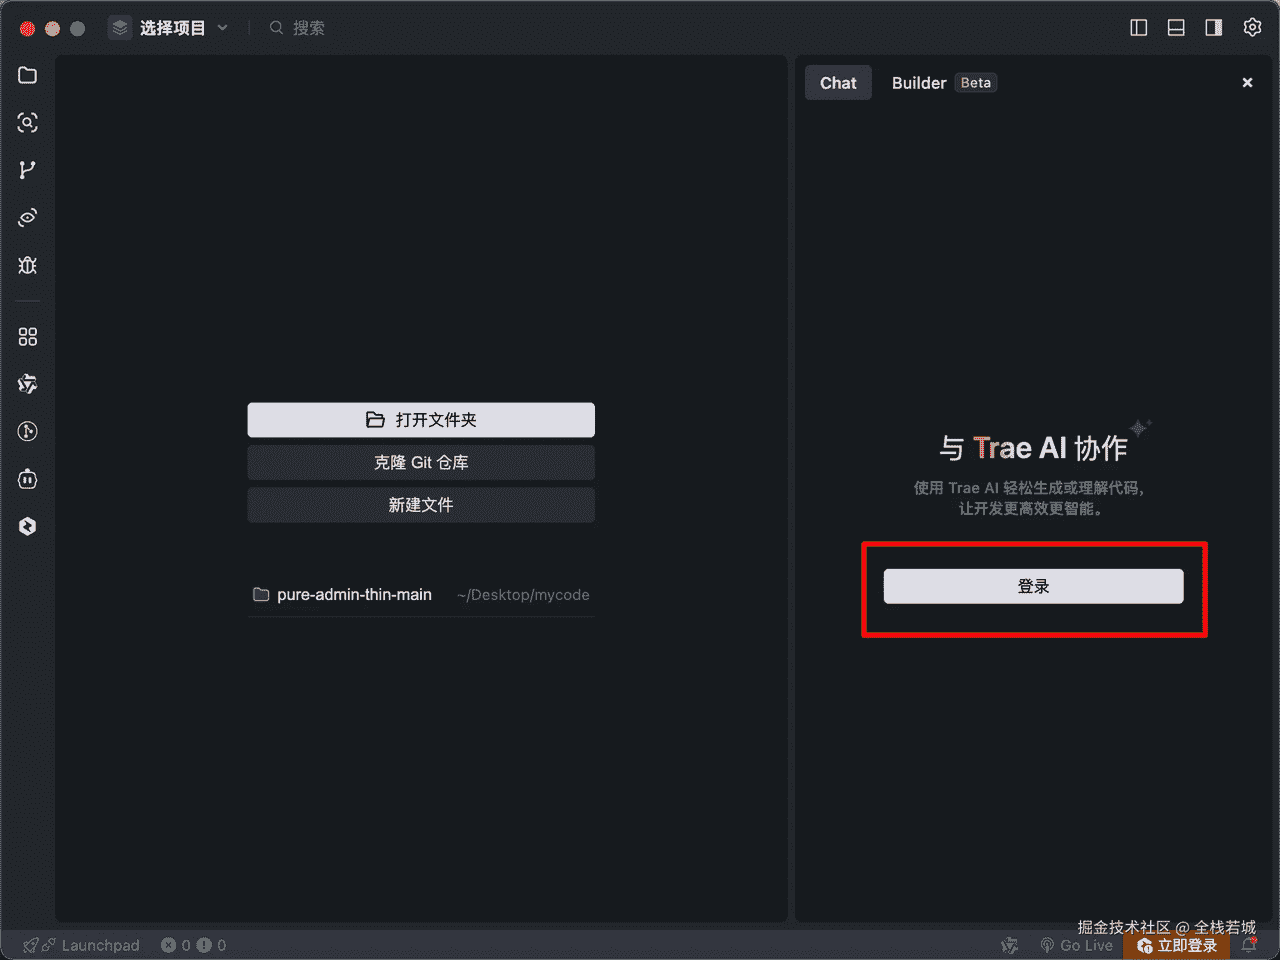 选择项目
搜索
Chat
Builder Beta
打开文件夹
克隆 Git 仓库
新建文件
pure-admin-thin-main ~/Desktop/mycode
与 Trae AI 协作
使用 Trae AI 轻松生成或理解代码，
让开发更高效更智能。
登录
掘金技术社区 @ 全栈若城
Launchpad 0 0
Go Live
立即登录